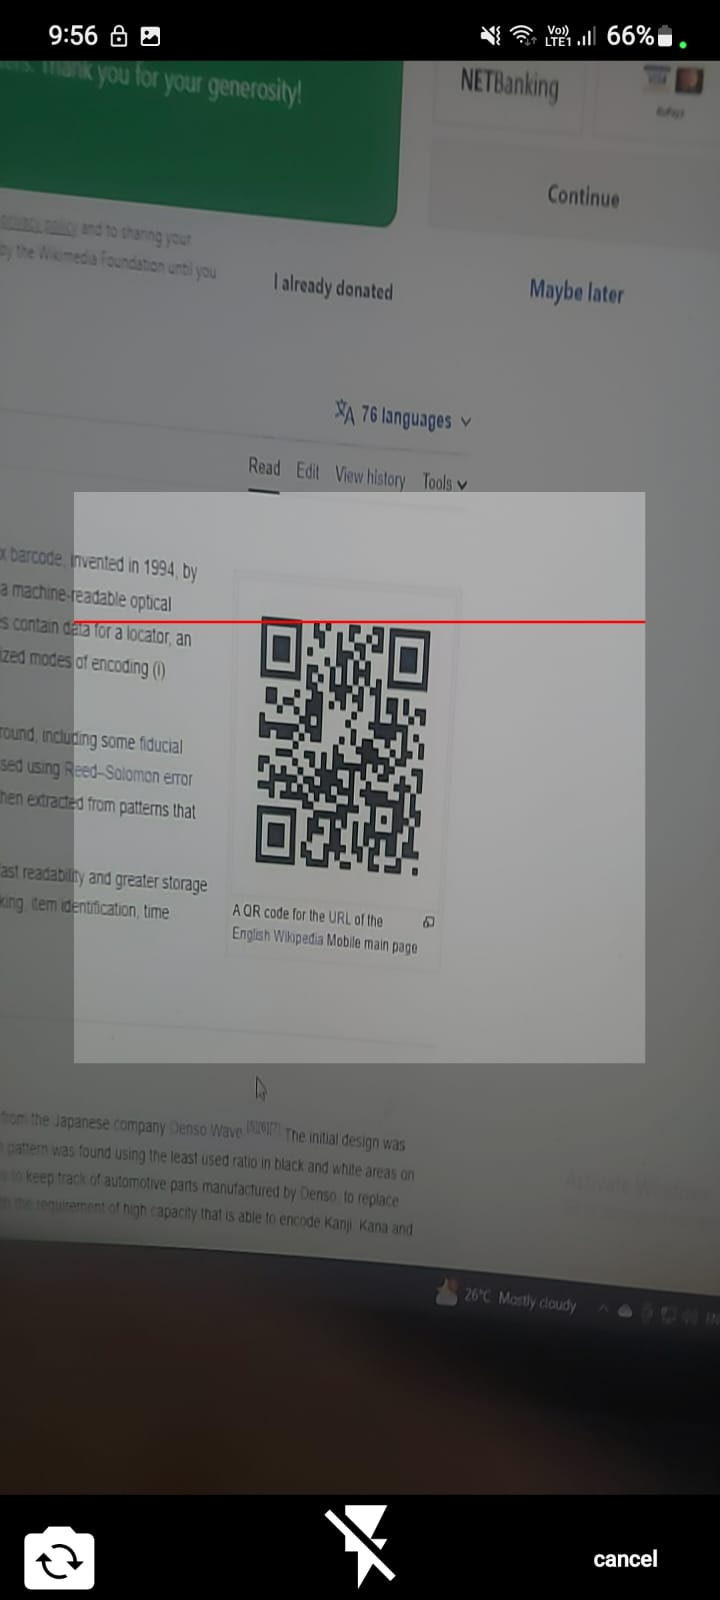 9:56
Vo))
LTE1
66%
Thank you for your generosity!
NETBanking
VISA
RuPay
Continue
privacy policy and to sharing your
by the Wikimedia Foundation until you
I already donated
Maybe later
76 languages
Read Edit View history Tools
x barcode, invented in 1994, by
a machine-readable optical
s contain data for a locator, an
ized modes of encoding (i)
round, including some fiducial
sed using Reed–Solomon error
hen extracted from patterns that
ast readability and greater storage
king, item identification, time
A QR code for the URL of the
English Wikipedia Mobile main page
from the Japanese company Denso Wave.[5][6][7] The initial design was
pattern was found using the least used ratio in black and white areas on
to keep track of automotive parts manufactured by Denso, to replace
the requirement of high capacity that is able to encode Kanji, Kana and
Activate Windows
26°C Mostly cloudy
cancel